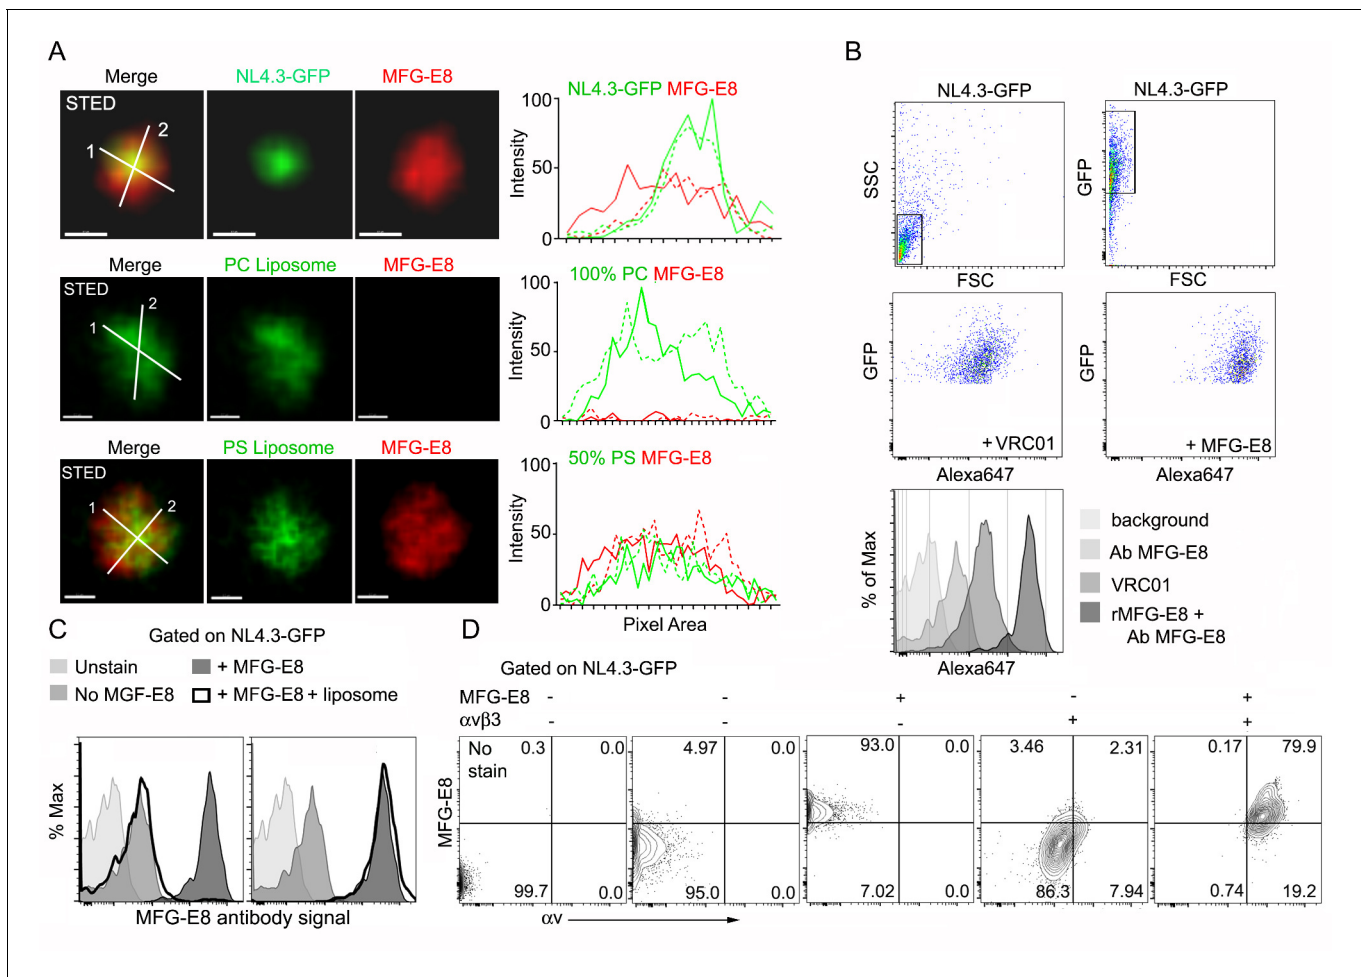 A
Merge NL4.3-GFP MFG-E8
STED
1
2
NL4.3-GFP MFG-E8
100
50
0
Intensity
Merge PC Liposome MFG-E8
STED
1
2
100% PC MFG-E8
100
50
0
Intensity
Merge PS Liposome MFG-E8
STED
1 2
50% PS MFG-E8
100
50
0
Intensity
Pixel Area
B
NL4.3-GFP NL4.3-GFP
SSC
GFP
FSC FSC
GFP
GFP
+ VRC01 + MFG-E8
Alexa647 Alexa647
% of Max
Alexa647
background
Ab MFG-E8
VRC01
rMFG-E8 +
Ab MFG-E8
C
Gated on NL4.3-GFP
Unstain + MFG-E8
No MGF-E8 + MFG-E8 + liposome
% Max
MFG-E8 antibody signal
D
Gated on NL4.3-GFP
MFG-E8 - - + - +
αvβ3 - - - + +
No
stain
0.3 0.0 4.97 0.0 93.0 0.0 3.46 2.31 0.17 79.9
MFG-E8
99.7 0.0 95.0 0.0 7.02 0.0 86.3 7.94 0.74 19.2
αv